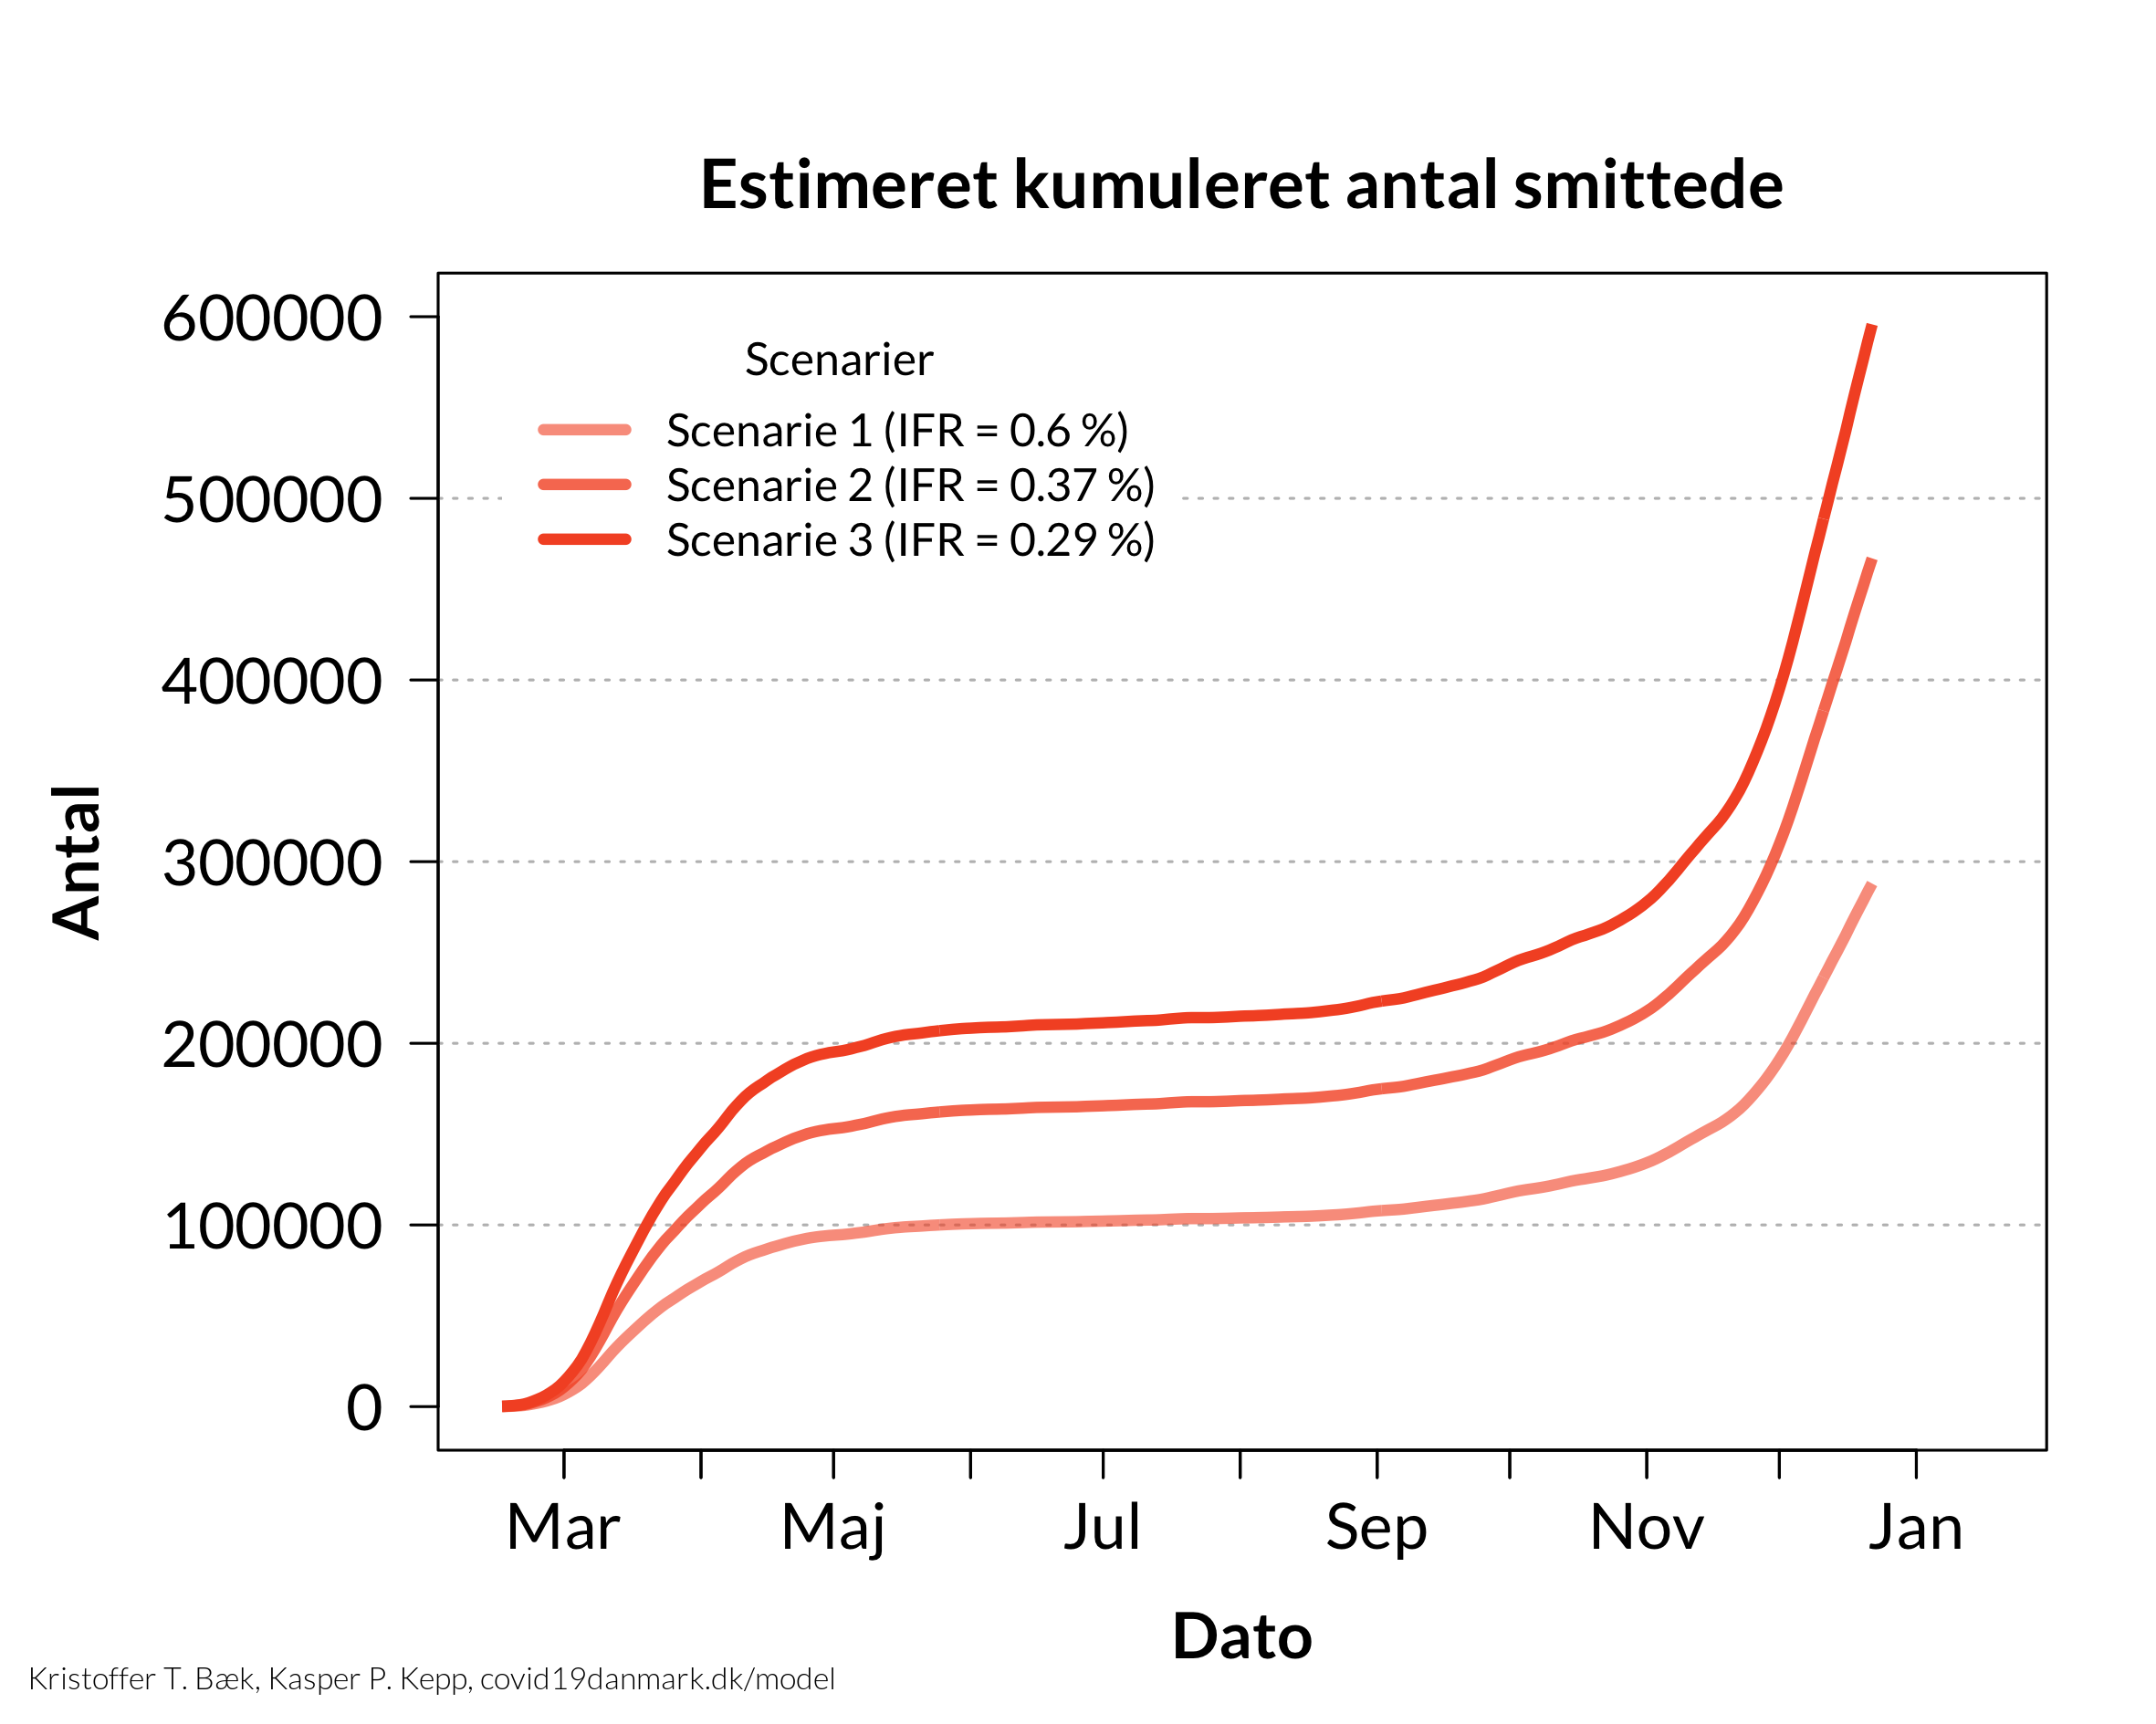 Estimeret kumuleret antal smittede
600000
500000
400000
300000
200000
100000
0
Antal
Scenarier
Scenarie 1 (IFR = 0.6 %)
Scenarie 2 (IFR = 0.37 %)
Scenarie 3 (IFR = 0.29 %)
Mar Maj Jul Sep Nov Jan
Dato
Kristoffer T. Bæk, Kasper P. Kepp, covid19danmark.dk/model